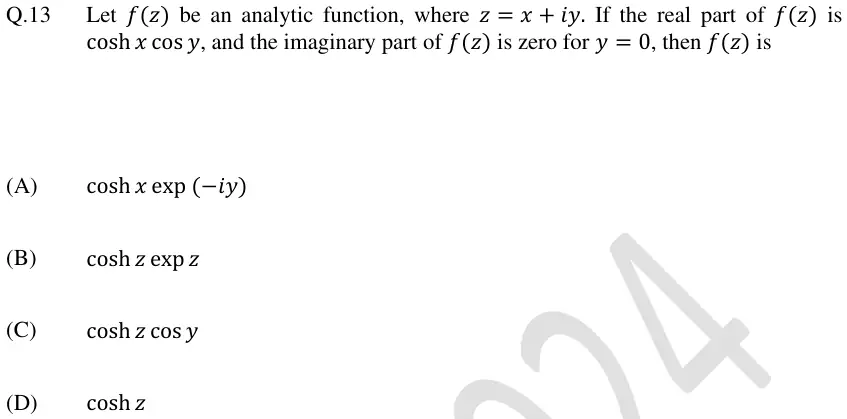 Q.13 Let f(z) be an analytic function, where z = x + iy. If the real part of f(z) is
cosh x cos y, and the imaginary part of f(z) is zero for y = 0, then f(z) is
(A) cosh x exp (−iy)
(B) cosh z exp z
(C) cosh z cos y
(D) cosh z
024